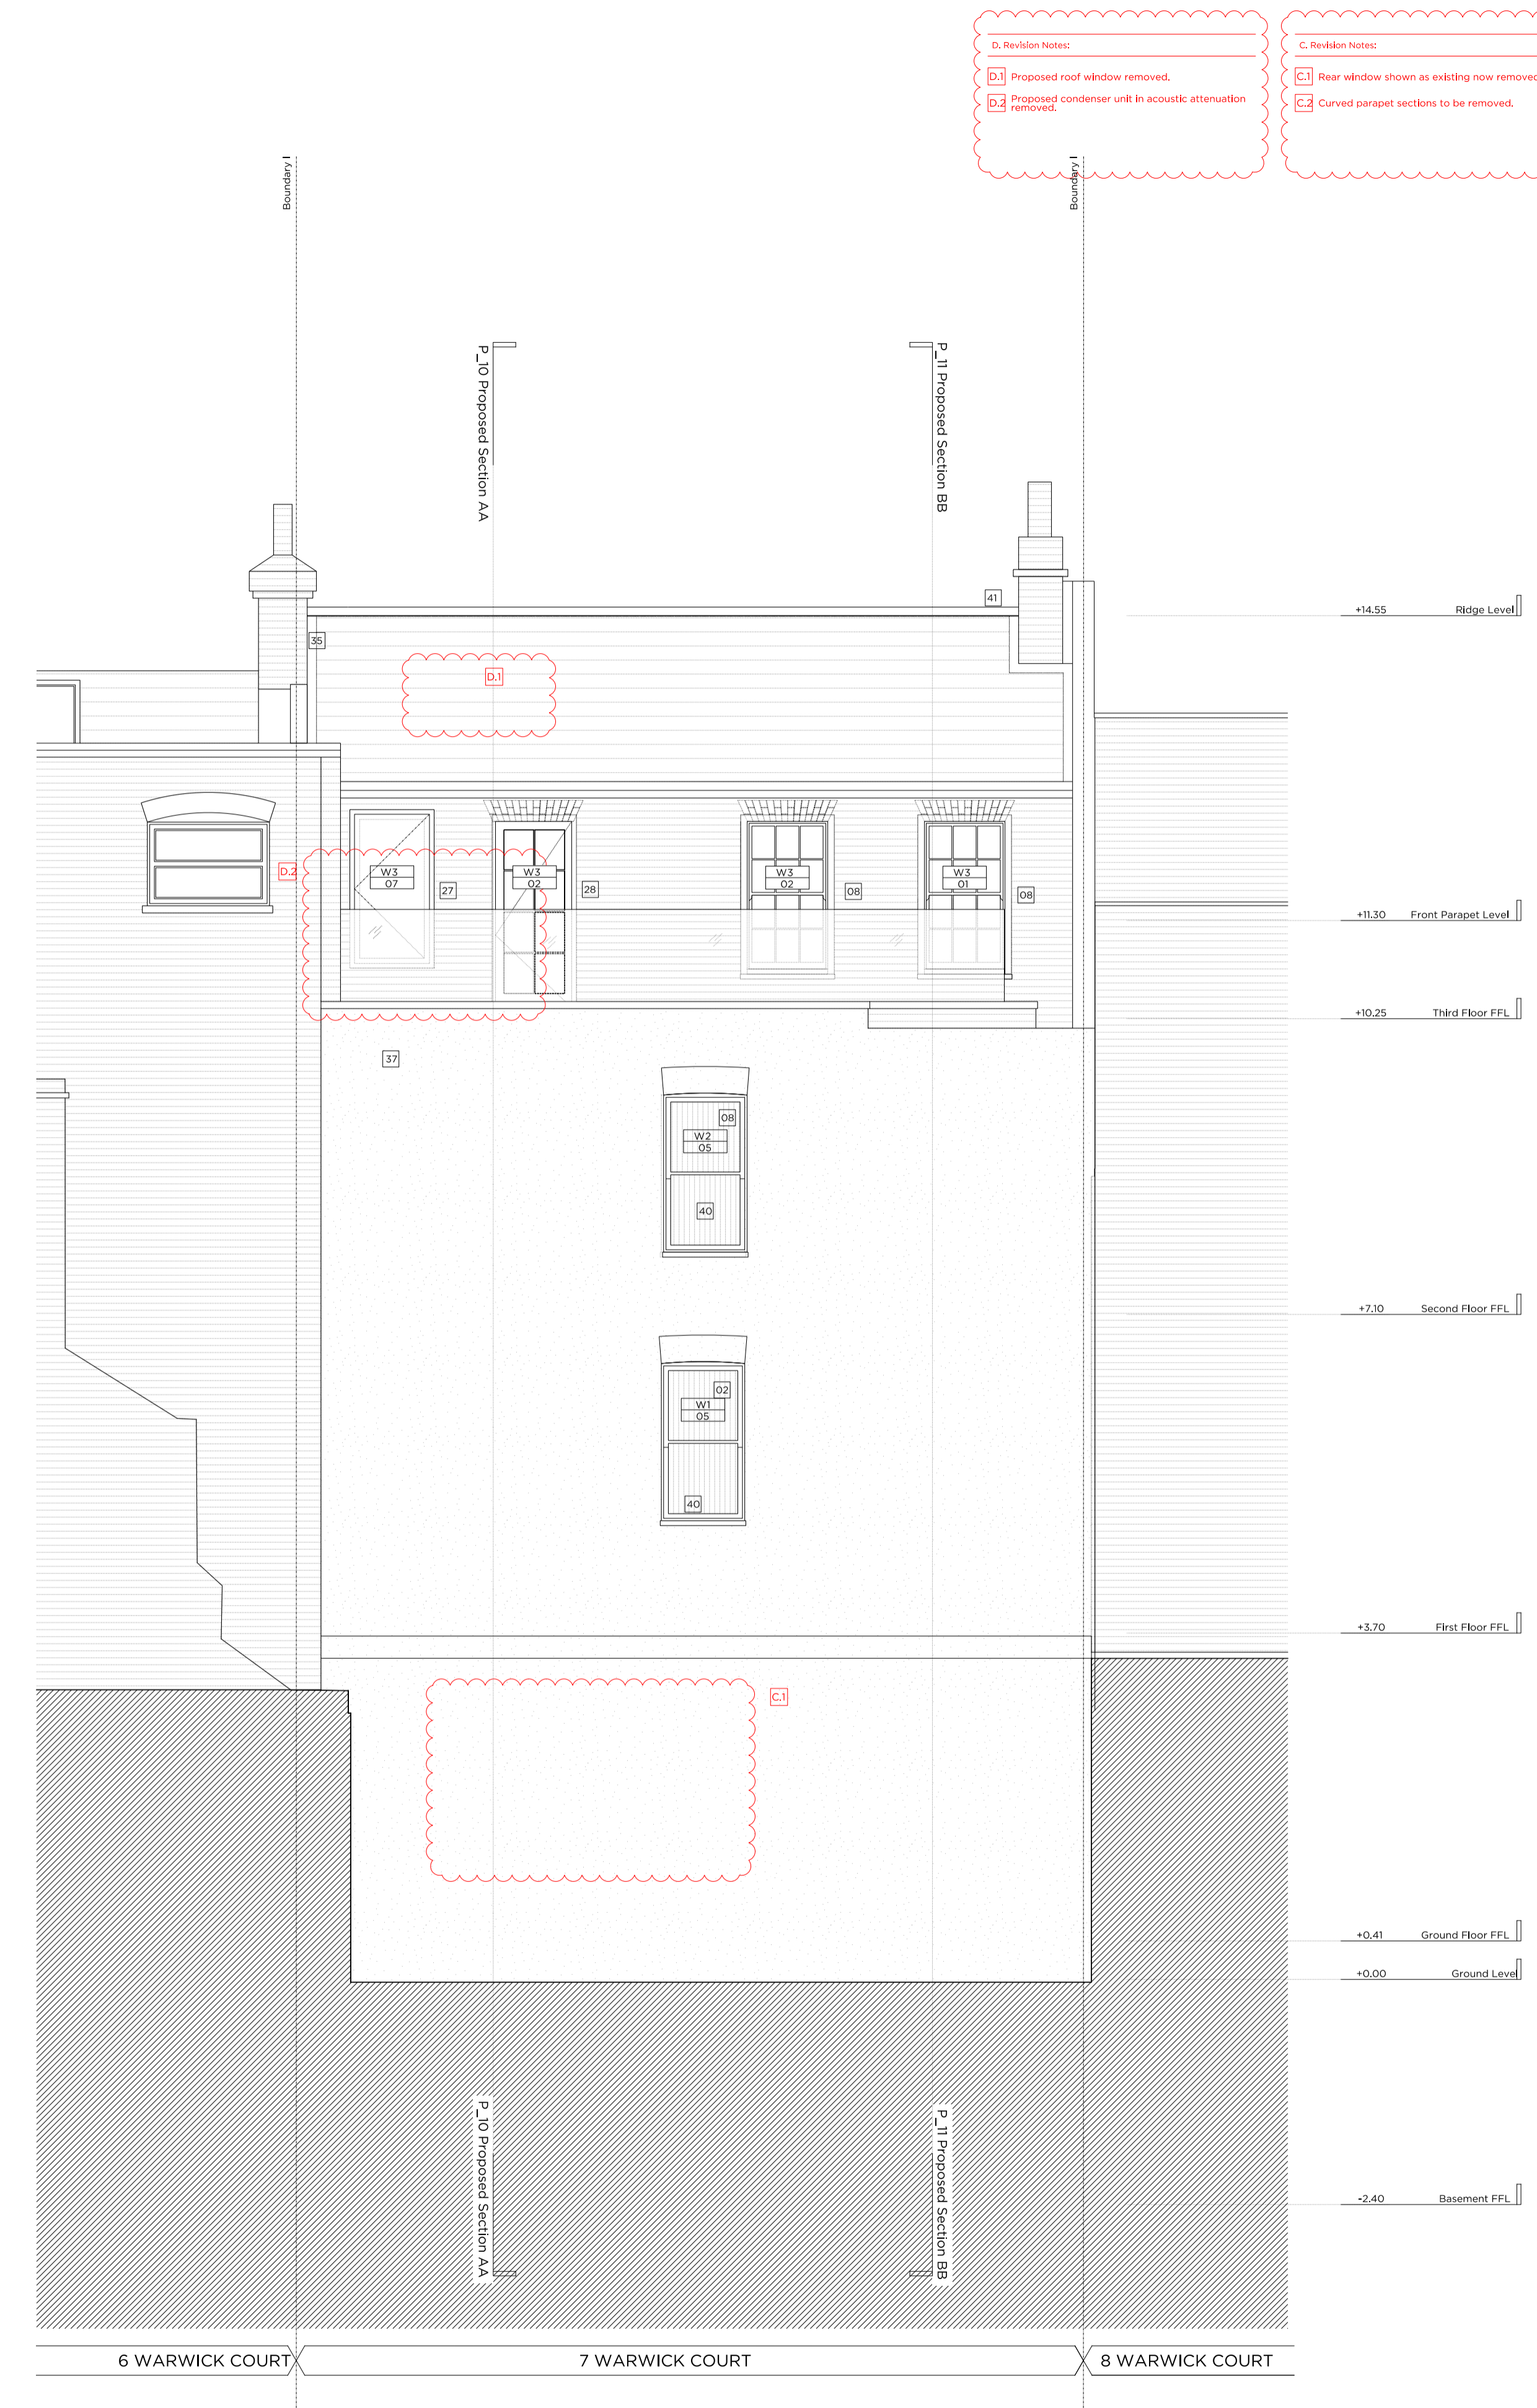 D. Revision Notes:
D.1 Proposed roof window removed.
D.2 Proposed condenser unit in acoustic attenuation
removed.
C. Revision Notes:
C.1 Rear window shown as existing now removed
C.2 Curved parapet sections to be removed.
Boundary
Boundary
P_10 Proposed Section AA
P_11 Proposed Section BB
41
+14.55 Ridge Level
35
D.1
D.2
W3
07
27
W3
02
28
W3
02
08
W3
01
08
+11.30 Front Parapet Level
+10.25 Third Floor FFL
37
08
W2
05
40
+7.10 Second Floor FFL
02
W1
05
40
+3.70 First Floor FFL
C.1
+0.41 Ground Floor FFL
+0.00 Ground Level
P_10 Proposed Section AA
P_11 Proposed Section BB
-2.40 Basement FFL
6 WARWICK COURT
7 WARWICK COURT
8 WARWICK COURT